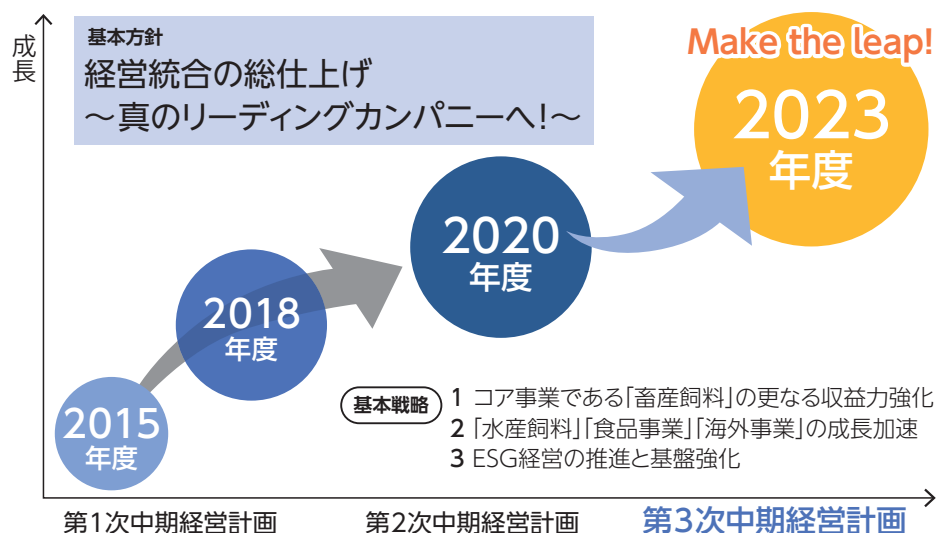 成長
基本方針
経営統合の総仕上げ
～真のリーディングカンパニーへ!～
Make the leap!
2023
年度
2020
年度
2018
年度
2015
年度
基本戦略
1 コア事業である「畜産飼料」の更なる収益力強化
2 「水産飼料」「食品事業」「海外事業」の成長加速
3 ESG経営の推進と基盤強化
第1次中期経営計画
第2次中期経営計画
第3次中期経営計画